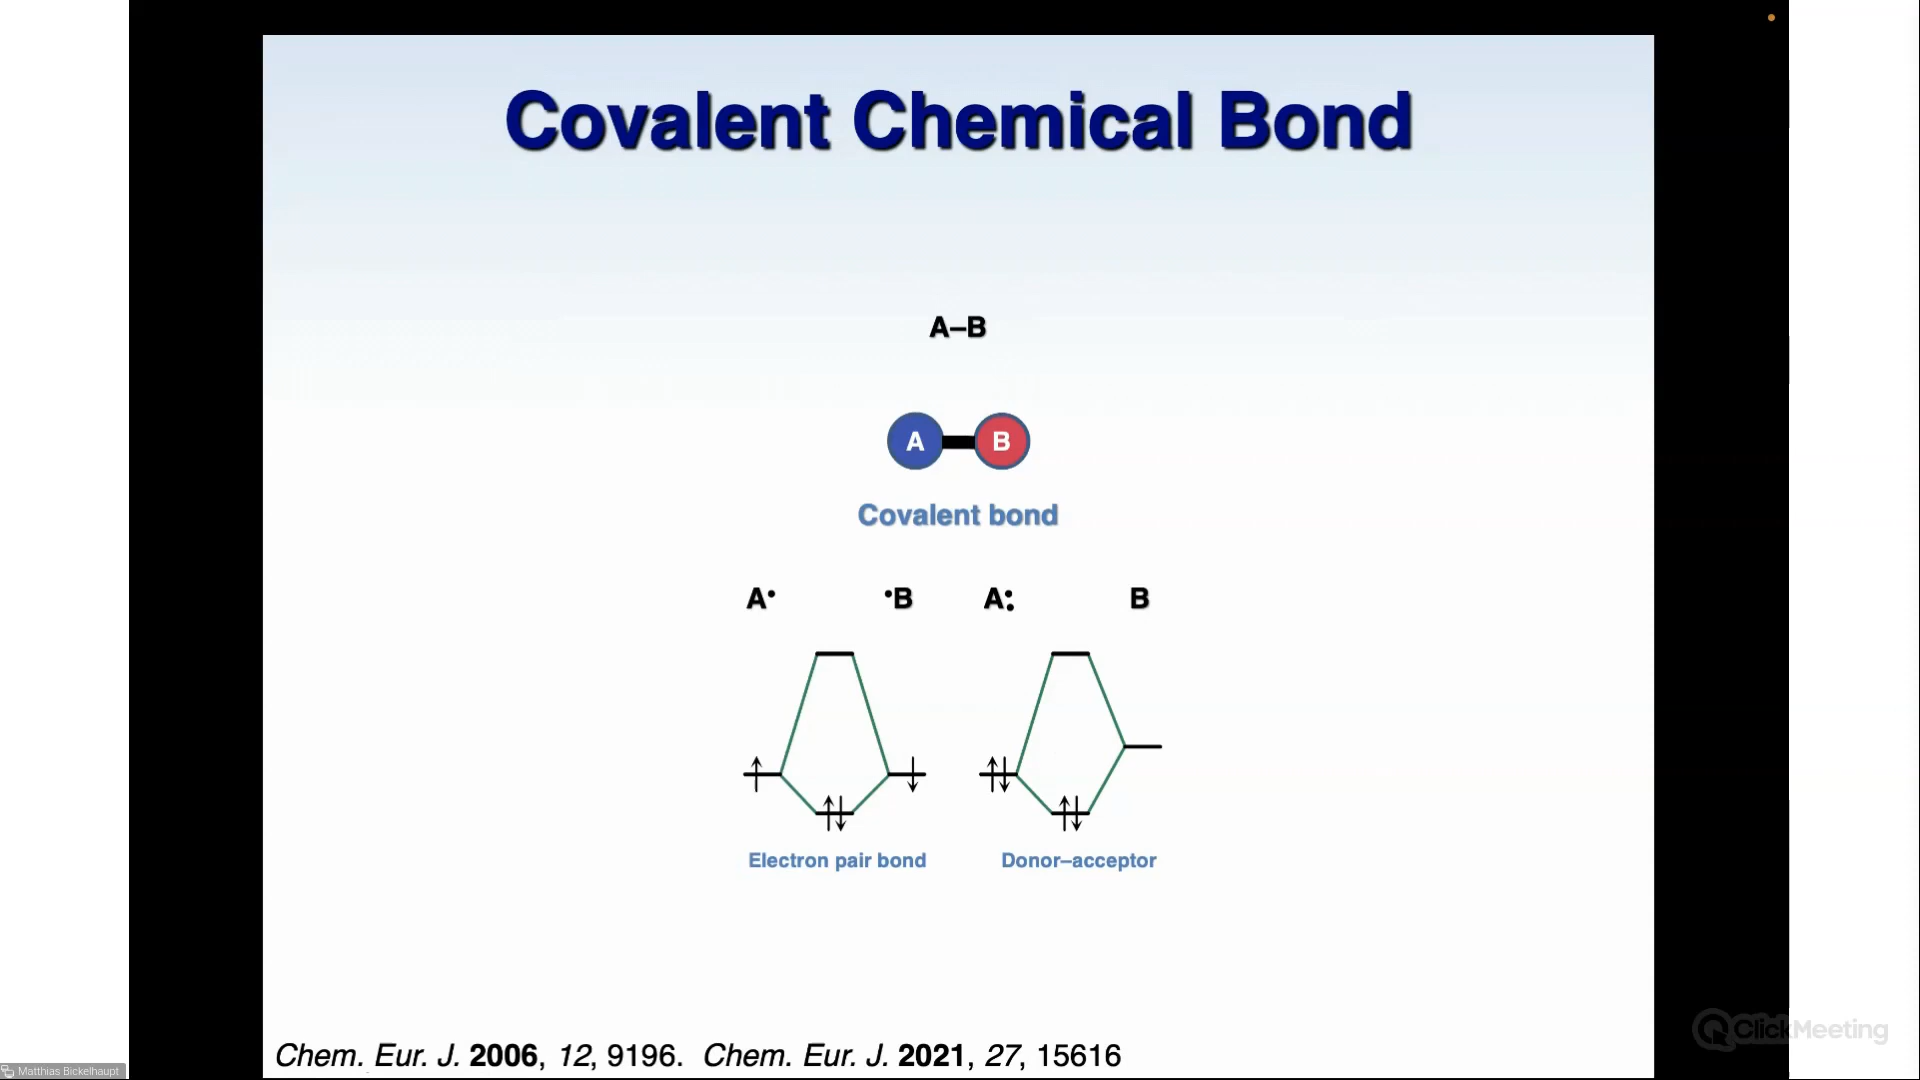 Covalent Chemical Bond
A–B
A B
Covalent bond
A• •B A: B
Electron pair bond Donor–acceptor
Chem. Eur. J. 2006, 12, 9196. Chem. Eur. J. 2021, 27, 15616
ClickMeeting
Matthias Bickelhaupt